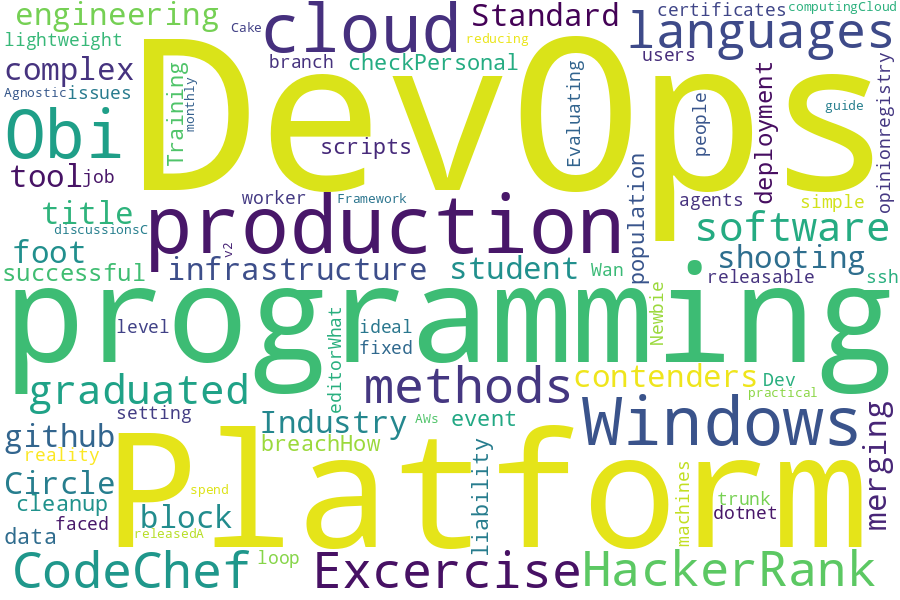 engineering
Cake
cloud
Standard
certificates
computingCloud
lightweight
reducing
languages
complex
branch
checkPersonal
users
Agnostic
issues
Training
monthly
DevOps
Evaluating
people
deployment
guide
opinionregistry
Obi
scripts
tool
job
population
worker
Framework
agents
simple
title
discussionsC
production
software
foot
v2
shooting
successful
infrastructure
student
Wan
releasable
ssh
programming
level
editorWhat
ideal
fixed
Newbie
graduated
methods
contenders
Dev
practical
setting
Industry
AWs
event
Windows
merging
github
breachHow
reality
Platform
liability
machines
Circle
spend
cleanup
block
trunk
faced
dotnet
data
releasedA
CodeChef
loop
Excercise
HackerRank